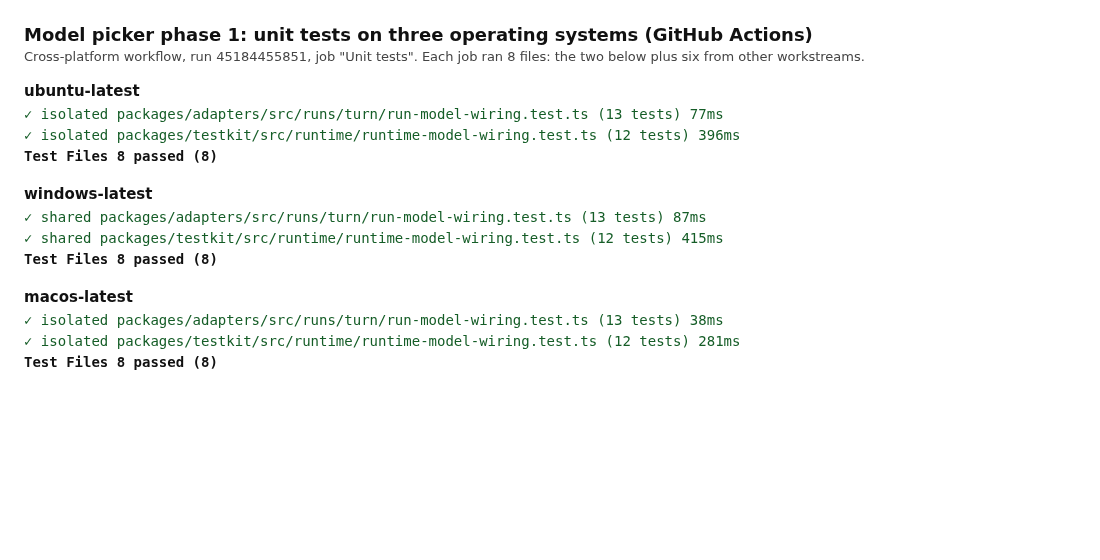 Model picker phase 1: unit tests on three operating systems (GitHub Actions)
Cross-platform workflow, run 45184455851, job "Unit tests". Each job ran 8 files: the two below plus six from other workstreams.
ubuntu-latest
✓ isolated packages/adapters/src/runs/turn/run-model-wiring.test.ts (13 tests) 77ms
✓ isolated packages/testkit/src/runtime/runtime-model-wiring.test.ts (12 tests) 396ms
Test Files 8 passed (8)
windows-latest
✓ shared packages/adapters/src/runs/turn/run-model-wiring.test.ts (13 tests) 87ms
✓ shared packages/testkit/src/runtime/runtime-model-wiring.test.ts (12 tests) 415ms
Test Files 8 passed (8)
macos-latest
✓ isolated packages/adapters/src/runs/turn/run-model-wiring.test.ts (13 tests) 38ms
✓ isolated packages/testkit/src/runtime/runtime-model-wiring.test.ts (12 tests) 281ms
Test Files 8 passed (8)